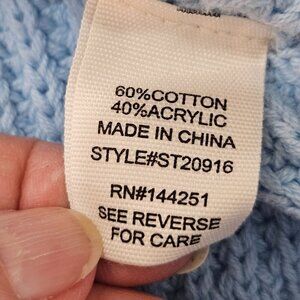 60%COTTON
40%ACRYLIC
MADE IN CHINA
STYLE#ST20916
RN#144251
SEE REVERSE
FOR CARE